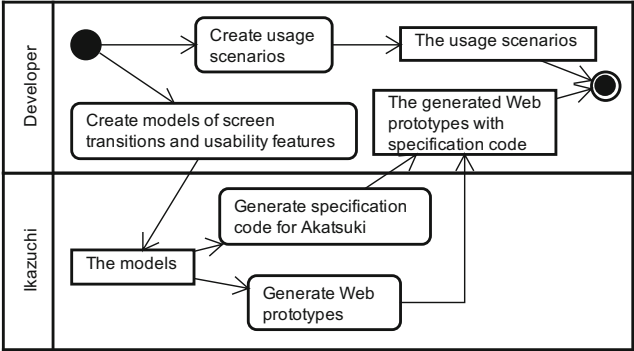 Developer
Create usage
scenarios
The usage scenarios
Create models of screen
transitions and usability features
The generated Web
prototypes with
specification code
Ikazuchi
Generate specification
code for Akatsuki
The models
Generate Web
prototypes